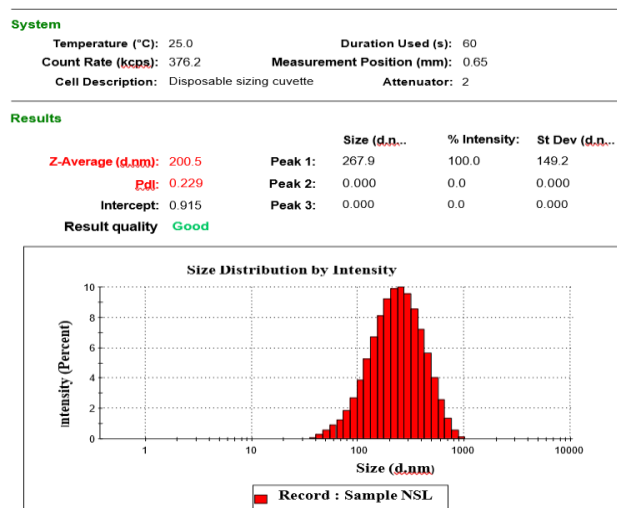 System
Temperature (°C): 25.0 Duration Used (s): 60
Count Rate (kcps): 376.2 Measurement Position (mm): 0.65
Cell Description: Disposable sizing cuvette Attenuator: 2
Results
Size (d.n... % Intensity: St Dev (d.n...
Z-Average (d.nm): 200.5 Peak 1: 267.9 100.0 149.2
PdI: 0.229 Peak 2: 0.000 0.0 0.000
Intercept: 0.915 Peak 3: 0.000 0.0 0.000
Result quality Good
Size Distribution by Intensity
Intensity (Percent)
10
8
6
4
2
0
1 10 100 1000 10000
Size (d.nm)
Record : Sample NSL